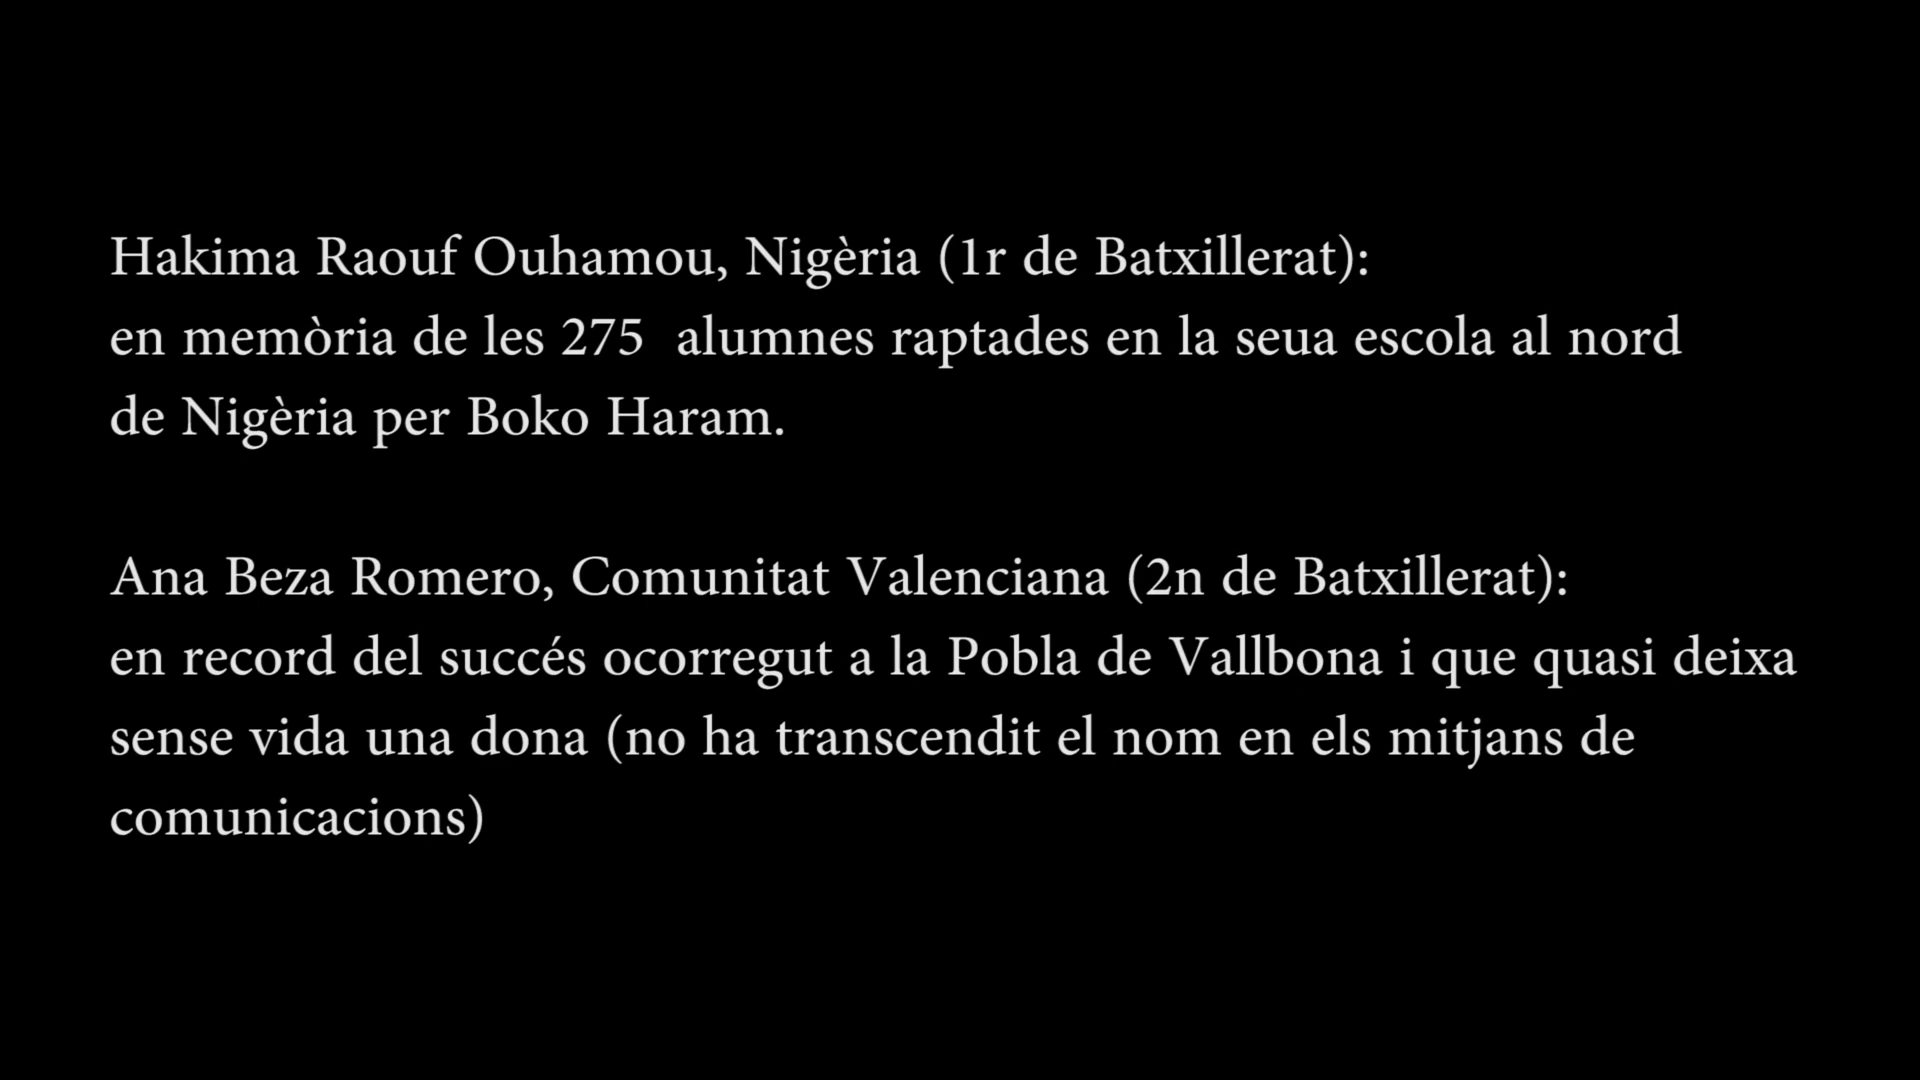 Hakima Raouf Ouhamou, Nigèria (1r de Batxillerat):
en memòria de les 275  alumnes raptades en la seua escola al nord
de Nigèria per Boko Haram.
Ana Beza Romero, Comunitat Valenciana (2n de Batxillerat):
en record del succés ocorregut a la Pobla de Vallbona i que quasi deixa
sense vida una dona (no ha transcendit el nom en els mitjans de
comunicacions)